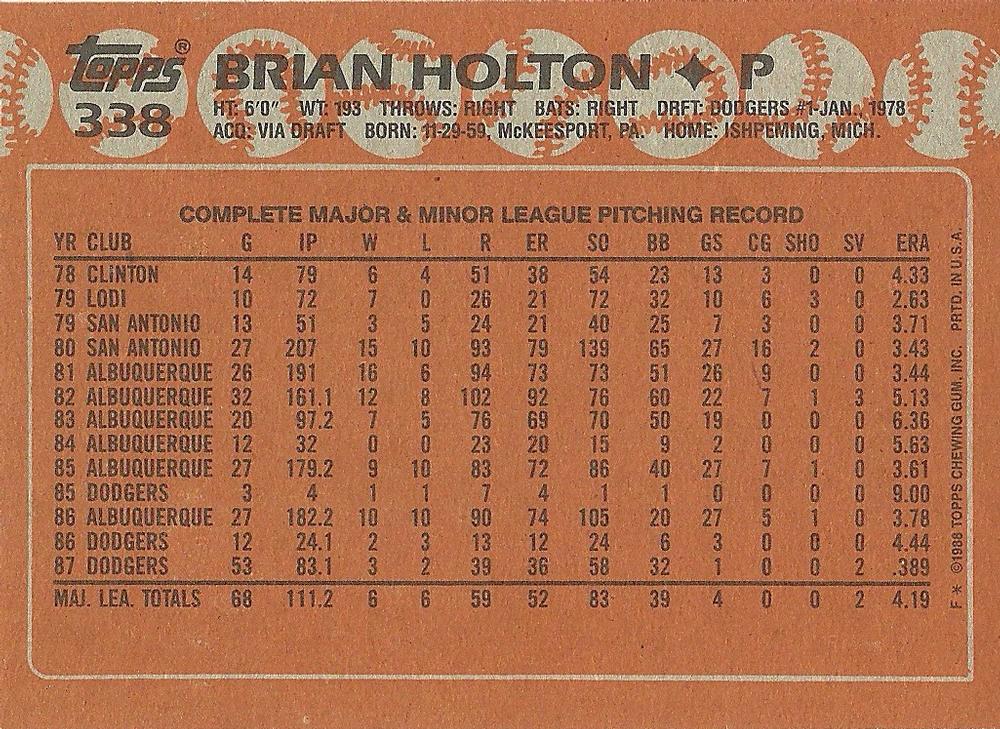 Topps® BRIAN HOLTON ✦ P
338 HT: 6'0" WT: 193 THROWS: RIGHT BATS: RIGHT DRFT: DODGERS #1-JAN., 1978
ACQ: VIA DRAFT BORN: 11-29-59, McKEESPORT, PA. HOME: ISHPEMING, MICH.
COMPLETE MAJOR & MINOR LEAGUE PITCHING RECORD
YR CLUB G IP W L R ER SO BB GS CG SHO SV ERA
78 CLINTON 14 79 6 4 51 38 54 23 13 3 0 0 4.33
79 LODI 10 72 7 0 26 21 72 32 10 6 3 0 2.63
79 SAN ANTONIO 13 51 3 5 24 21 40 25 7 3 0 0 3.71
80 SAN ANTONIO 27 207 15 10 93 79 139 65 27 16 2 0 3.43
81 ALBUQUERQUE 26 191 16 6 94 73 73 51 26 9 0 0 3.44
82 ALBUQUERQUE 32 161.1 12 8 102 92 76 60 22 7 1 3 5.13
83 ALBUQUERQUE 20 97.2 7 5 76 69 70 50 19 0 0 0 6.36
84 ALBUQUERQUE 12 32 0 0 23 20 15 9 2 0 0 0 5.63
85 ALBUQUERQUE 27 179.2 9 10 83 72 86 40 27 7 1 0 3.61
85 DODGERS 3 4 1 1 7 4 1 1 0 0 0 0 9.00
86 ALBUQUERQUE 27 182.2 10 10 90 74 105 20 27 5 1 0 3.78
86 DODGERS 12 24.1 2 3 13 12 24 6 3 0 0 0 4.44
87 DODGERS 53 83.1 3 2 39 36 58 32 1 0 0 2 .389
MAJ. LEA. TOTALS 68 111.2 6 6 59 52 83 39 4 0 0 2 4.19
F * ©1988 TOPPS CHEWING GUM, INC. PRTD. IN U.S.A.